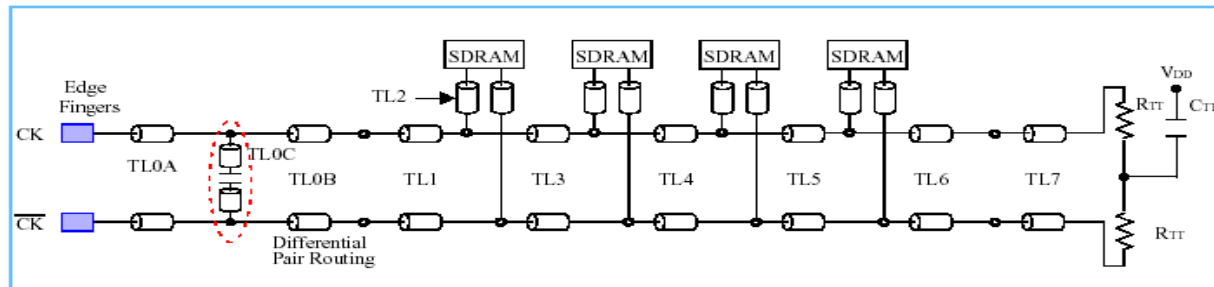 SDRAM SDRAM SDRAM SDRAM
Edge
Fingers
TL2
VDD
RTT
CK
TL0A
TL0C
TL0B
TL1
TL3
TL4
TL5
TL6
TL7
CK
Differential
Pair Routing
RTT